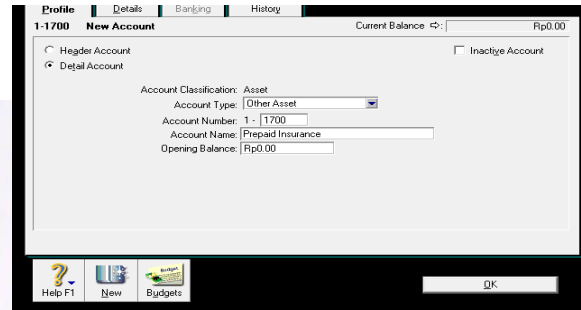 Profile Details Banking History
1-1700 New Account Current Balance ⇨: Rp0.00
Header Account Inactive Account
Detail Account
Account Classification: Asset
Account Type: Other Asset
Account Number: 1 - 1700
Account Name: Prepaid Insurance
Opening Balance: Rp0.00
Budget
Help F1 New Budgets OK